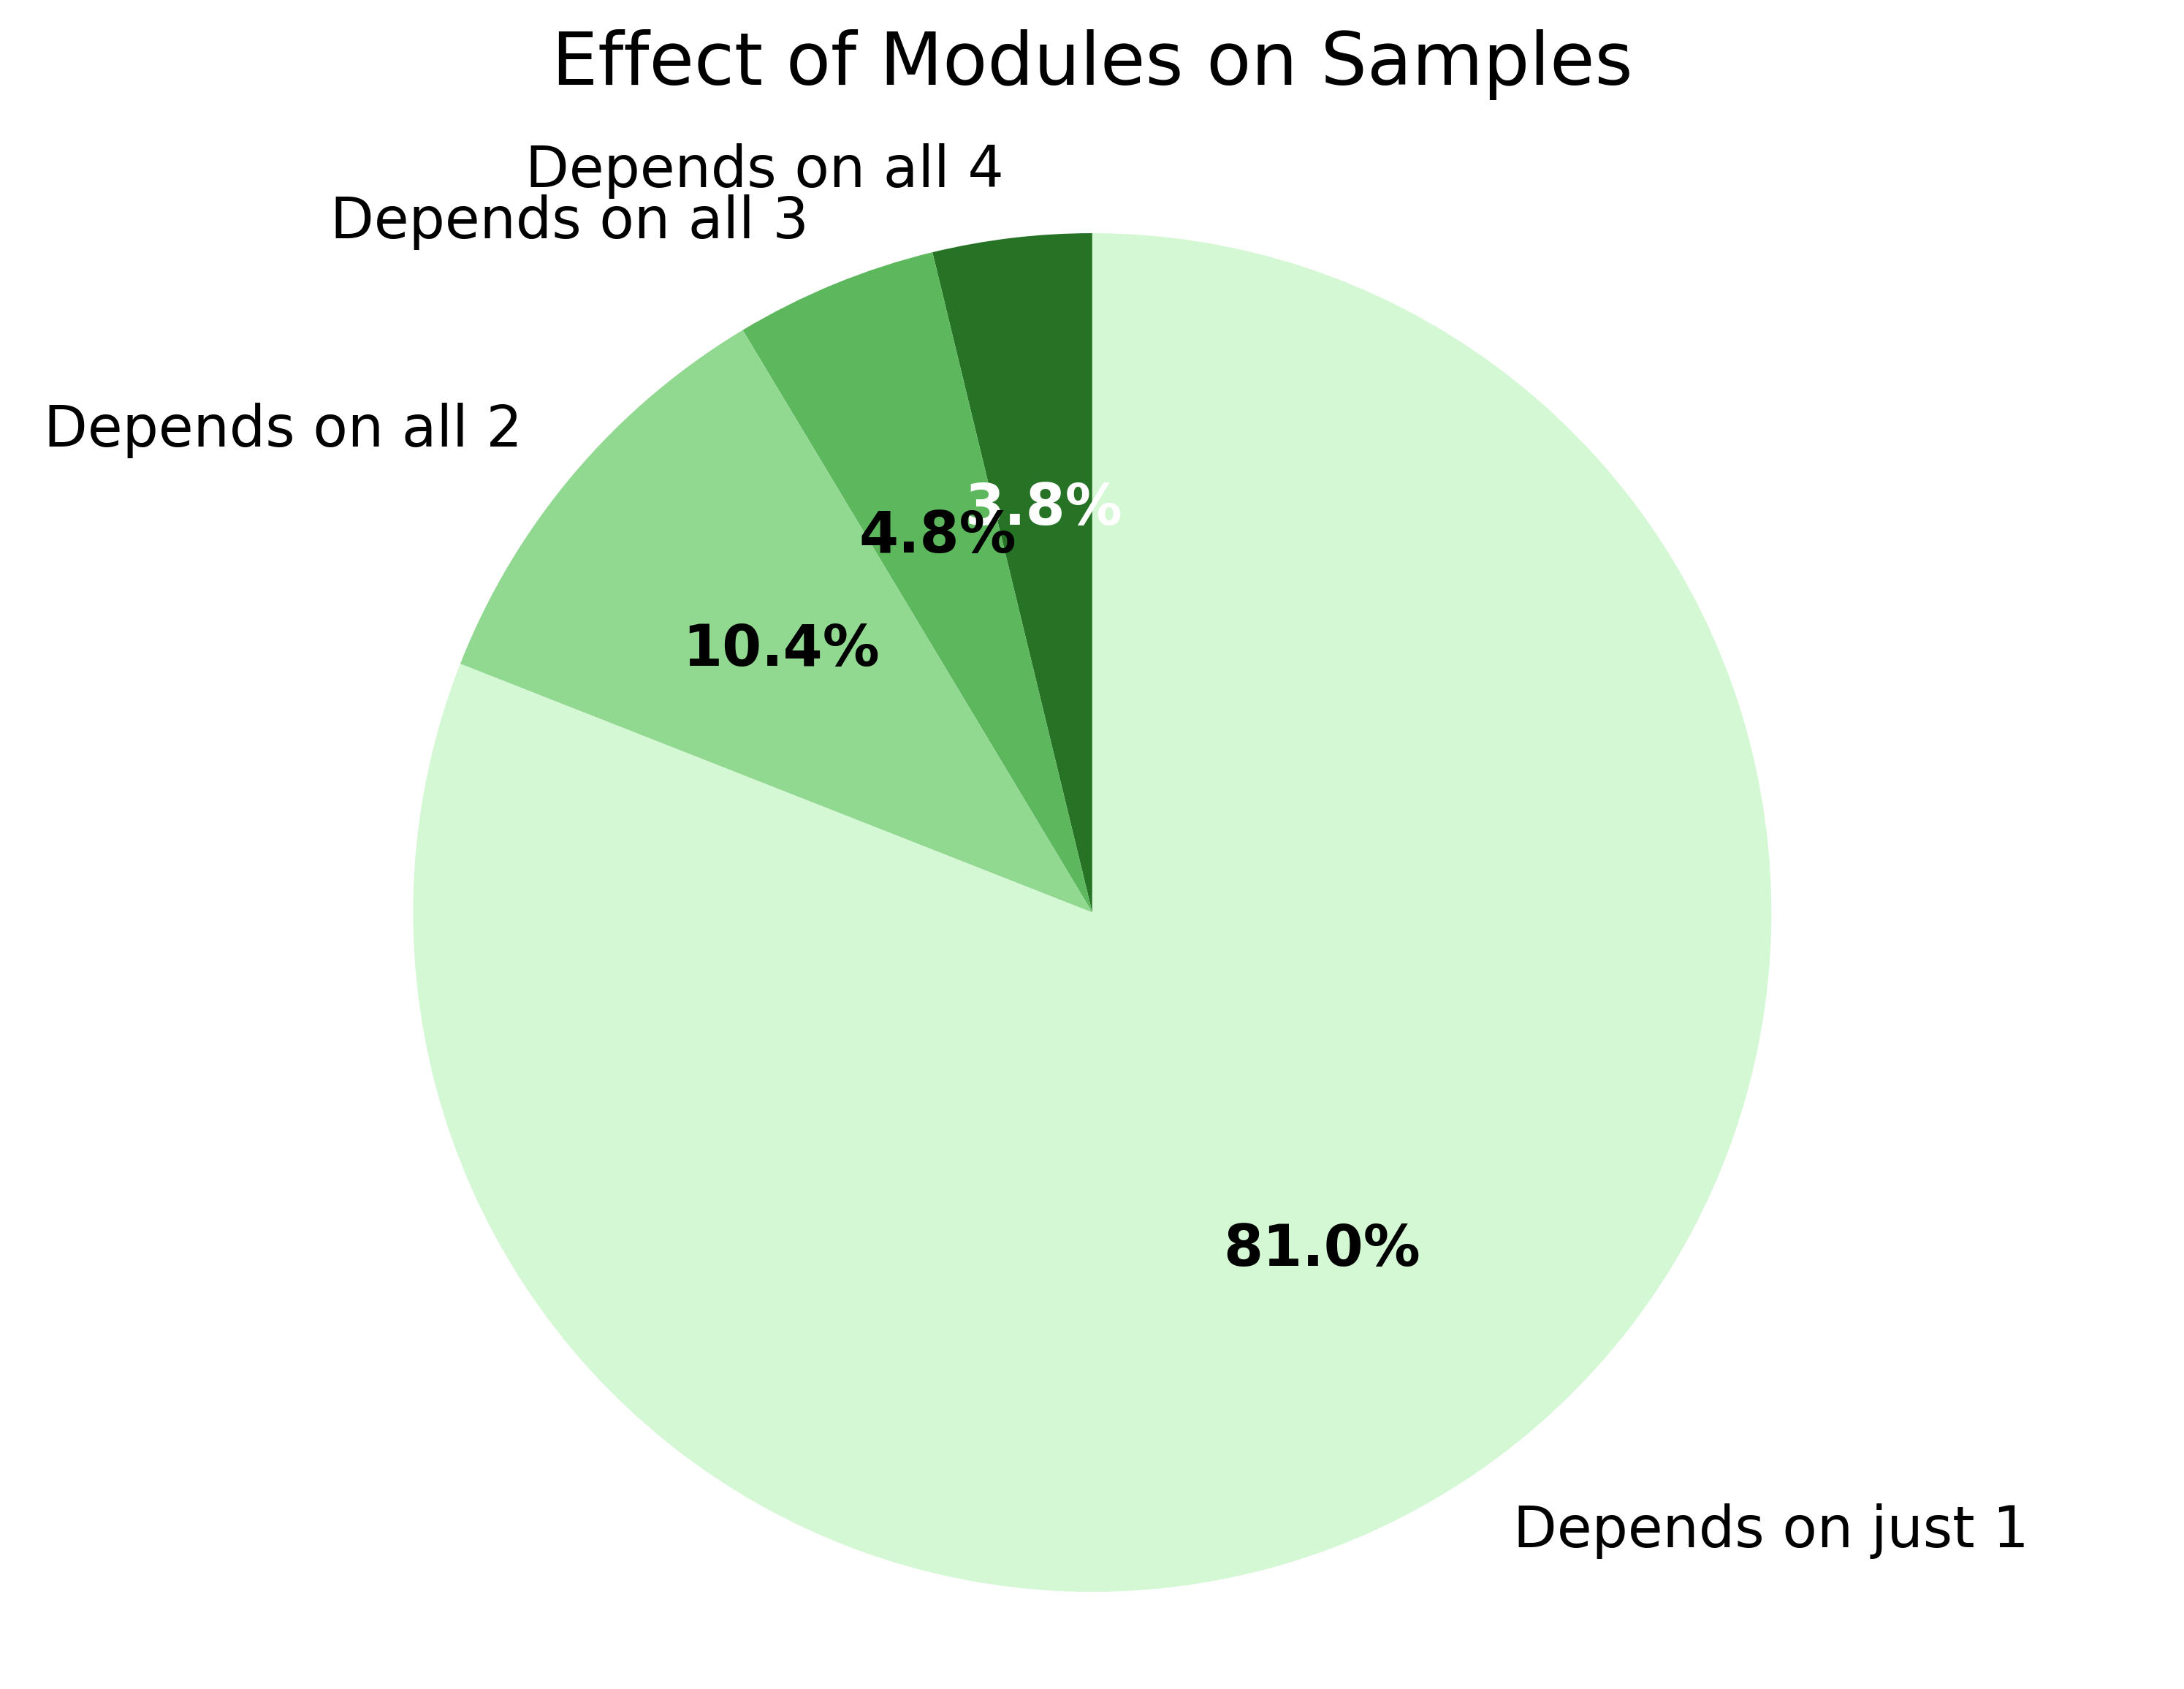 Effect of Modules on Samples
Depends on all 4
Depends on all 3
Depends on all 2
3.8%
4.8%
10.4%
81.0%
Depends on just 1